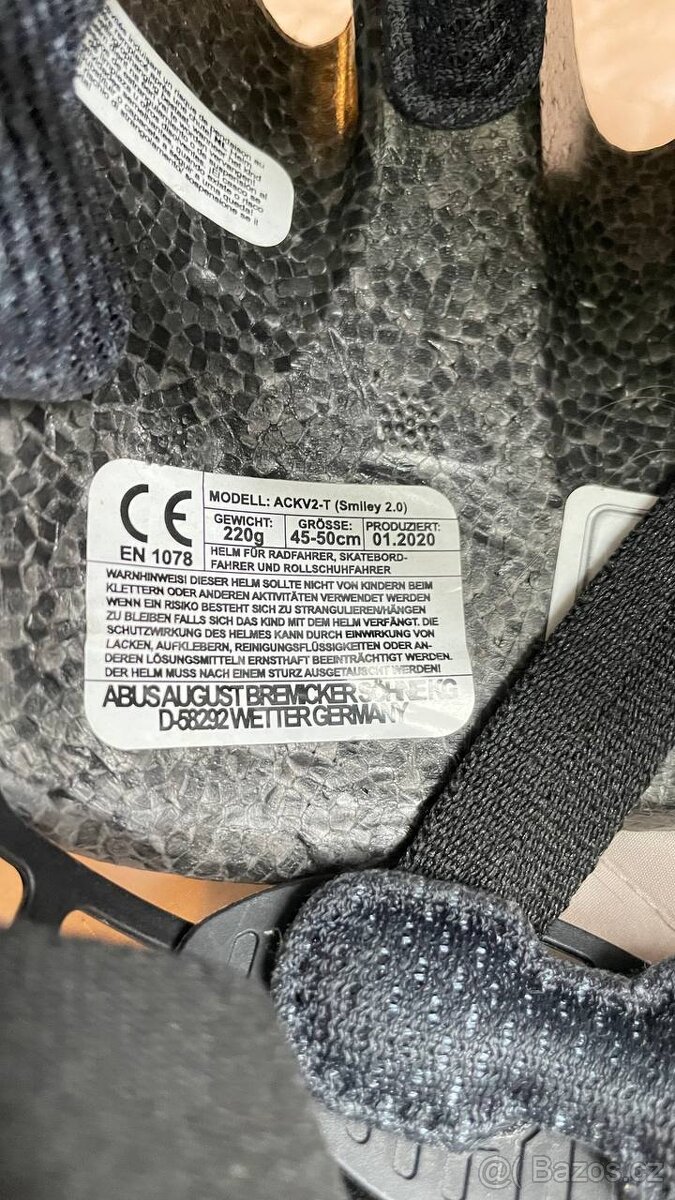 CE
EN 1078
MODELL: ACKV2-T (Smiley 2.0)
GEWICHT:
220g
GRÖSSE:
45-50cm
PRODUZIERT:
01.2020
HELM FÜR RADFAHRER, SKATEBORD-
FAHRER UND ROLLSCHUHFAHRER
WARNHINWEIS! DIESER HELM SOLLTE NICHT VON KINDERN BEIM
KLETTERN ODER ANDEREN AKTIVITÄTEN VERWENDET WERDEN
WENN EIN RISIKO BESTEHT SICH ZU STRANGULIEREN/HÄNGEN
ZU BLEIBEN FALLS SICH DAS KIND MIT DEM HELM VERFÄNGT. DIE
SCHUTZWIRKUNG DES HELMES KANN DURCH EINWIRKUNG VON
LACKEN, AUFKLEBERN, REINIGUNGSFLÜSSIGKEITEN ODER AN-
DEREN LÖSUNGSMITTELN ERNSTHAFT BEEINTRÄCHTIGT WERDEN.
DER HELM MUSS NACH EINEM STURZ AUSGETAUSCHT WERDEN!
ABUS AUGUST BREMICKER SÖHNE KG
D-58292 WETTER GERMANY
@ Bazos.cz